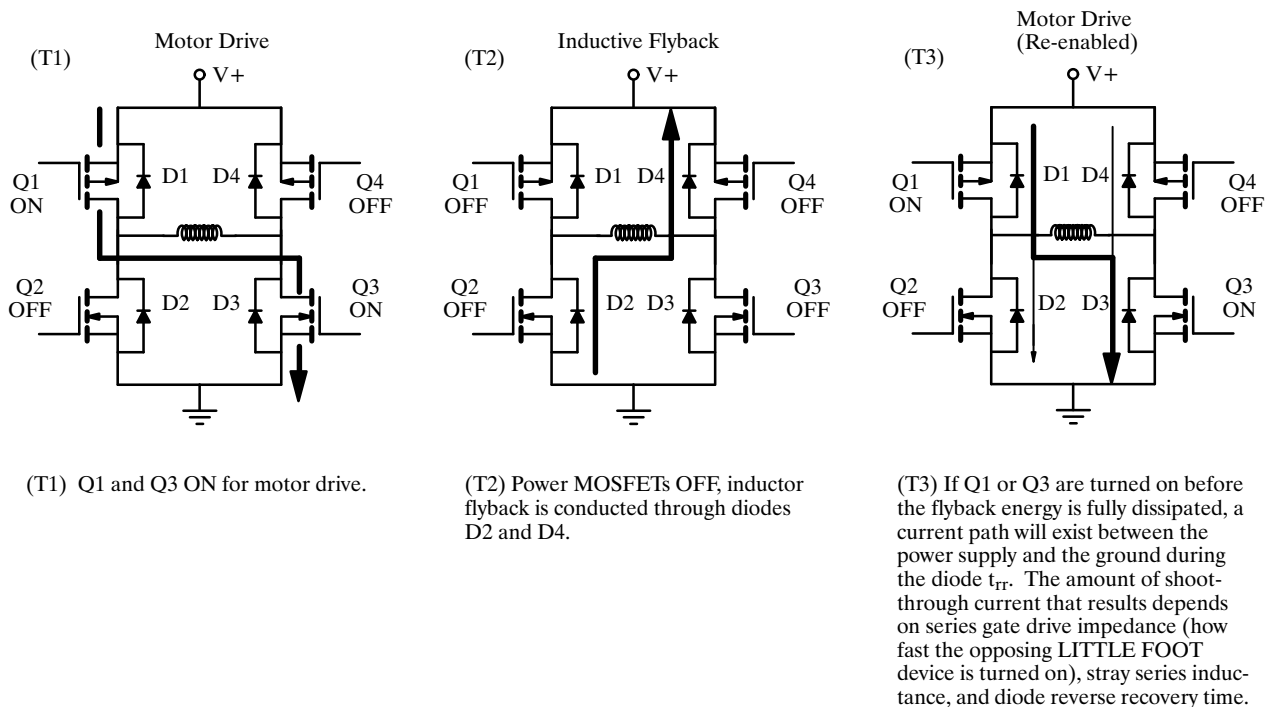 (T1)
Motor Drive
V+
Q1
ON
D1
D4
Q4
OFF
Q2
OFF
D2
D3
Q3
ON
(T1) Q1 and Q3 ON for motor drive.
(T2)
Inductive Flyback
V+
Q1
OFF
D1
D4
Q4
OFF
Q2
OFF
D2
D3
Q3
OFF
(T2) Power MOSFETs OFF, inductor
flyback is conducted through diodes
D2 and D4.
(T3)
Motor Drive
(Re-enabled)
V+
Q1
ON
D1
D4
Q4
OFF
Q2
OFF
D2
D3
Q3
ON
(T3) If Q1 or Q3 are turned on before
the flyback energy is fully dissipated, a
current path will exist between the
power supply and the ground during
the diode trr. The amount of shoot-
through current that results depends
on series gate drive impedance (how
fast the opposing LITTLE FOOT
device is turned on), stray series induc-
tance, and diode reverse recovery time.